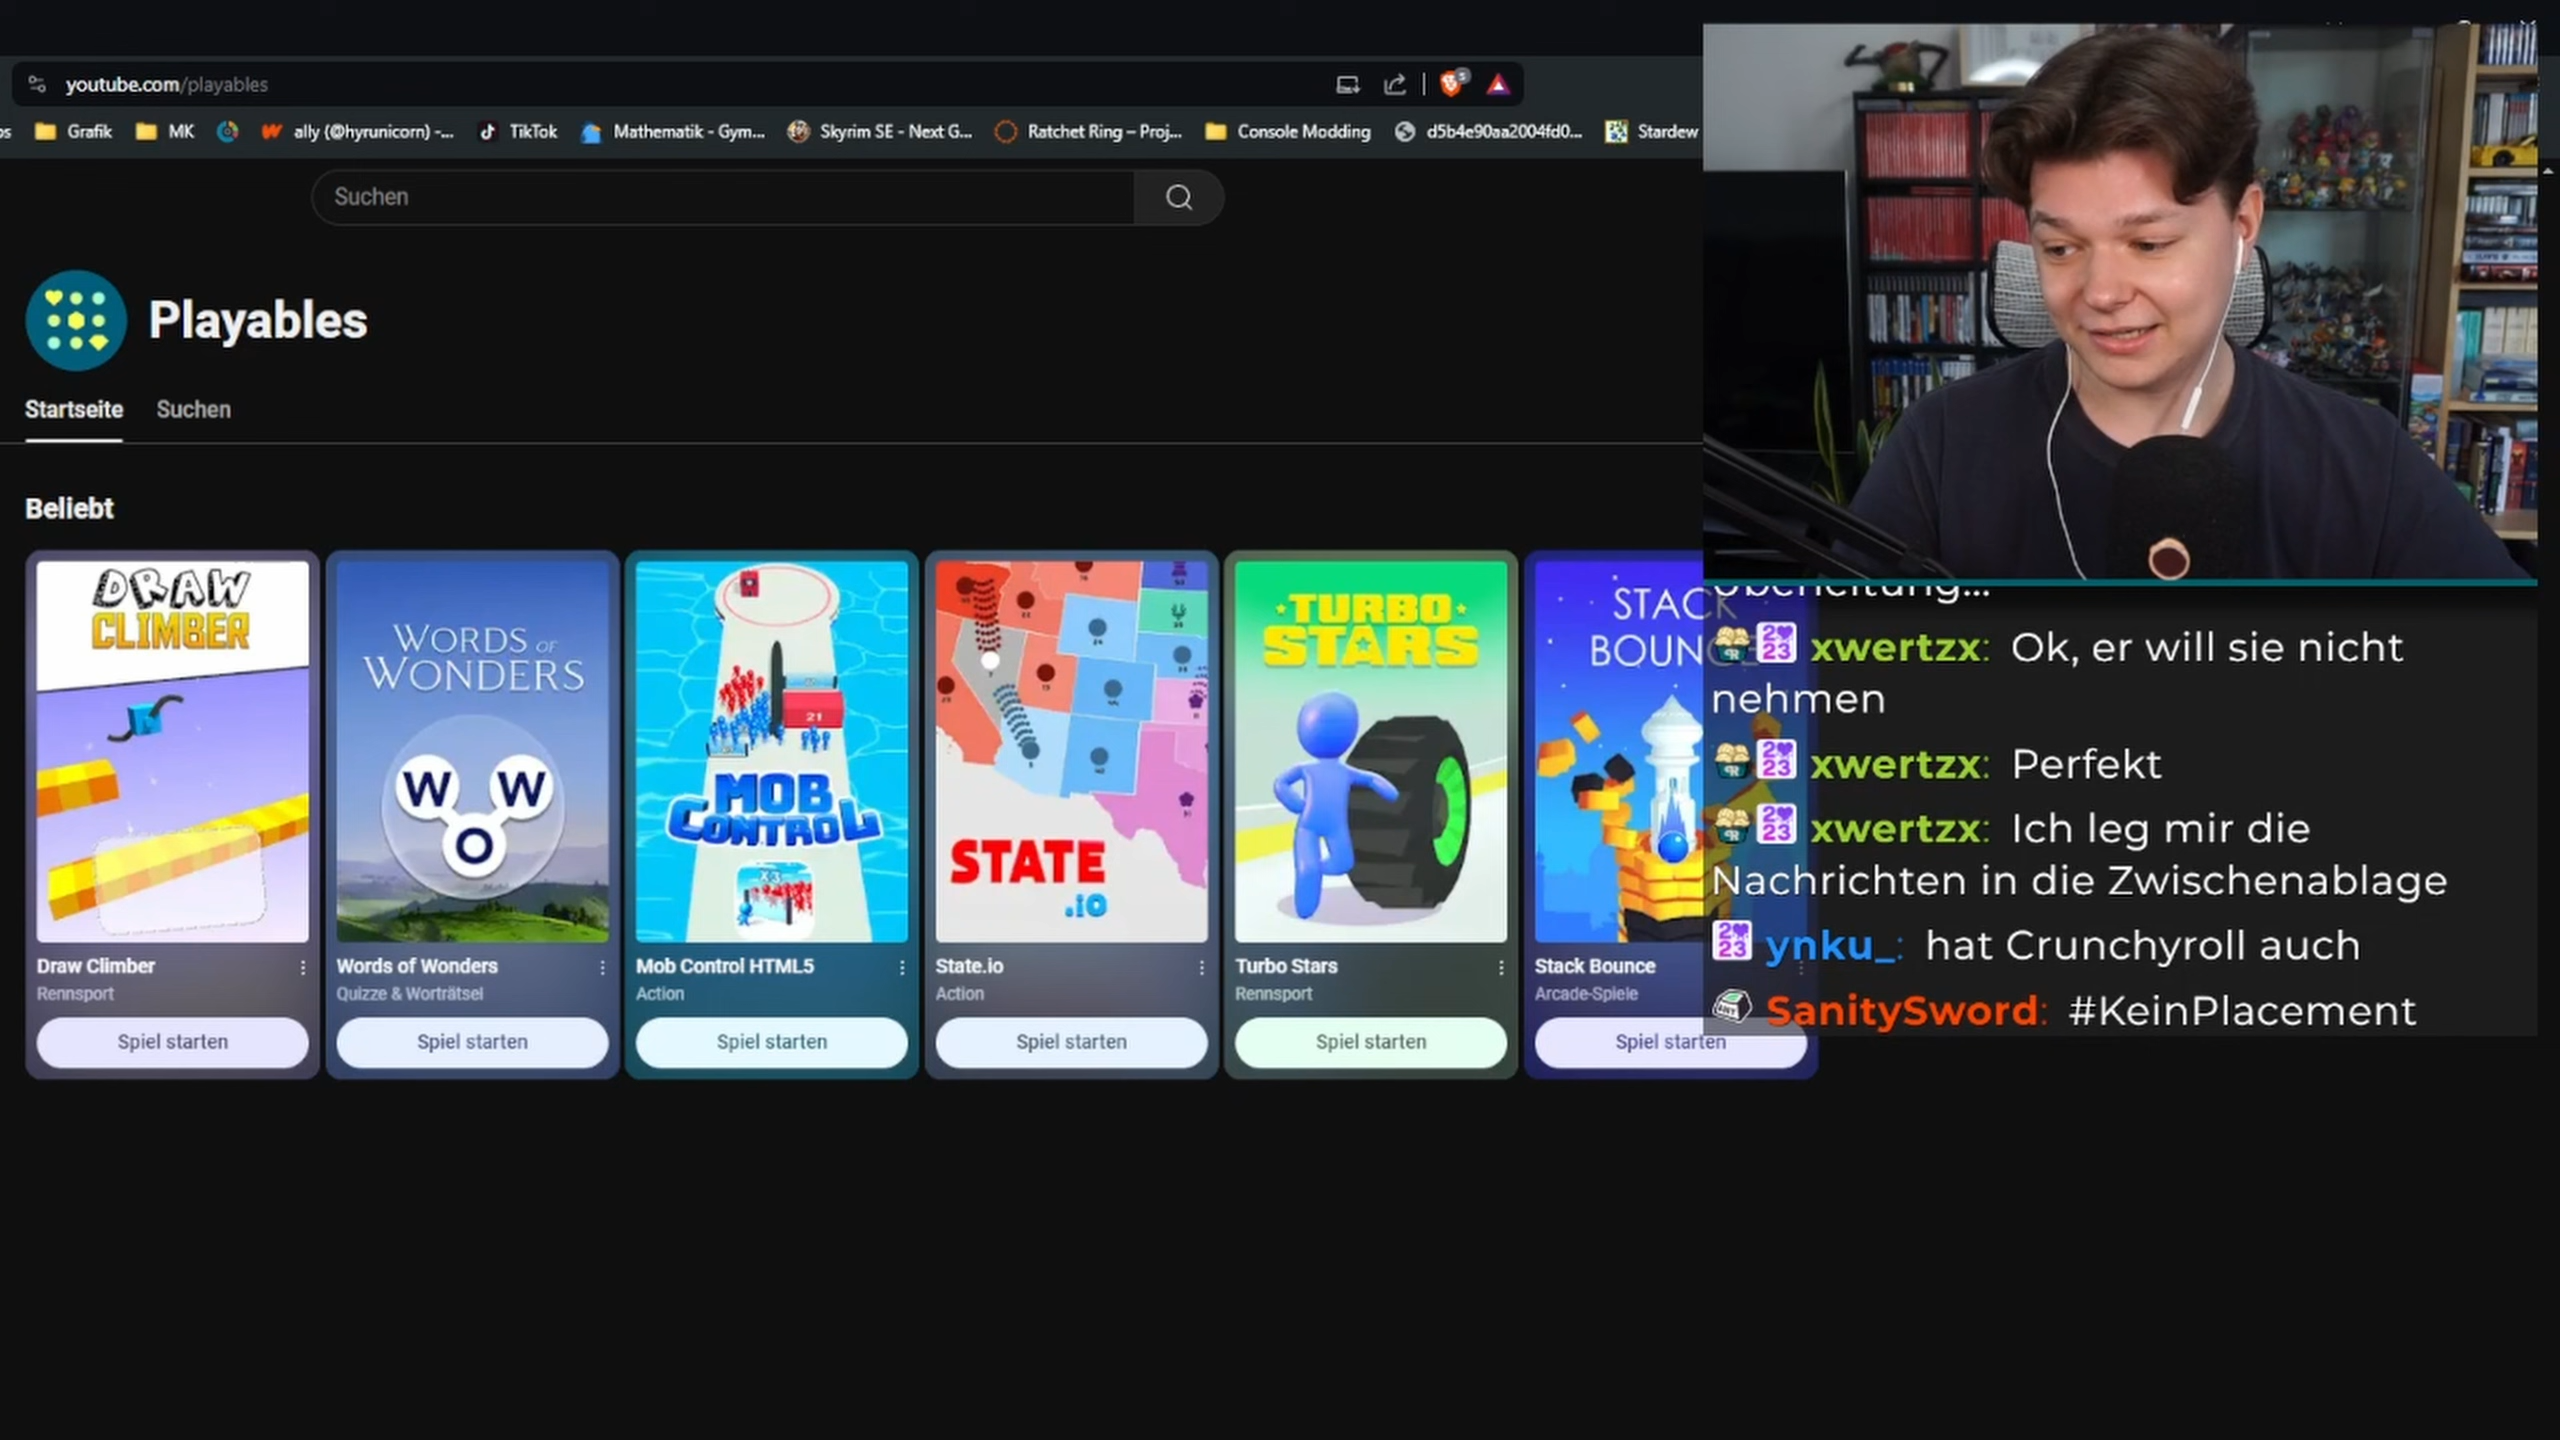 youtube.com/playables
Grafik
MK
ally (@hyrunicorn) -...
TikTok
Mathematik - Gym...
Skyrim SE - Next G...
Ratchet Ring – Proj...
Console Modding
d5b4e90aa2004fd0...
Stardew
Suchen
Playables
Startseite
Suchen
Beliebt
DRAW
CLIMBER
WORDS OF
WONDERS
W W
O
21
MOB
CONTROL
X3
STATE
.io
TURBO
STARS
STACK
BOUNCE
Draw Climber
Rennsport
Spiel starten
Words of Wonders
Quizze & Worträtsel
Spiel starten
Mob Control HTML5
Action
Spiel starten
State.io
Action
Spiel starten
Turbo Stars
Rennsport
Spiel starten
Stack Bounce
Arcade-Spiele
Spiel starten
xwertzx: Ok, er will sie nicht
nehmen
xwertzx: Perfekt
xwertzx: Ich leg mir die
Nachrichten in die Zwischenablage
ynku_: hat Crunchyroll auch
SanitySword: #KeinPlacement